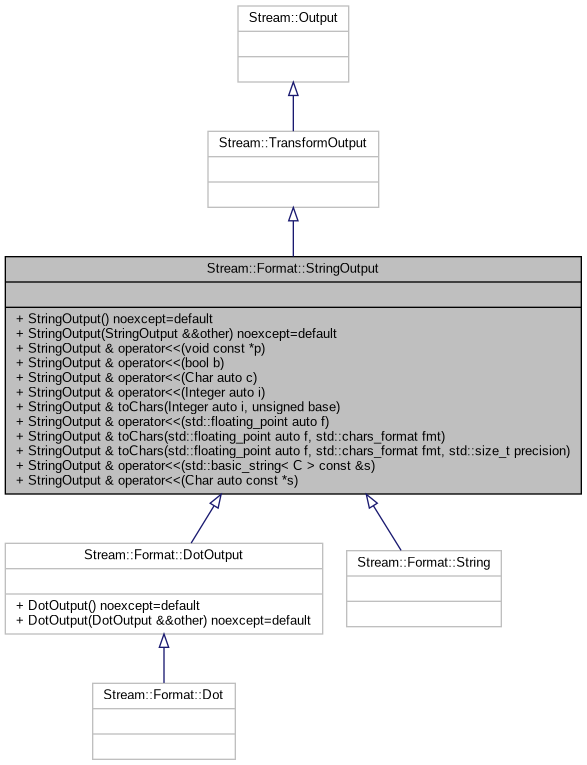 Stream::Output
Stream::TransformOutput
Stream::Format::StringOutput
+ StringOutput() noexcept=default
+ StringOutput(StringOutput &&other) noexcept=default
+ StringOutput & operator<<(void const *p)
+ StringOutput & operator<<(bool b)
+ StringOutput & operator<<(Char auto c)
+ StringOutput & operator<<(Integer auto i)
+ StringOutput & toChars(Integer auto i, unsigned base)
+ StringOutput & operator<<(std::floating_point auto f)
+ StringOutput & toChars(std::floating_point auto f, std::chars_format fmt)
+ StringOutput & toChars(std::floating_point auto f, std::chars_format fmt, std::size_t precision)
+ StringOutput & operator<<(std::basic_string< C > const &s)
+ StringOutput & operator<<(Char auto const *s)
Stream::Format::DotOutput
+ DotOutput() noexcept=default
+ DotOutput(DotOutput &&other) noexcept=default
Stream::Format::String
Stream::Format::Dot